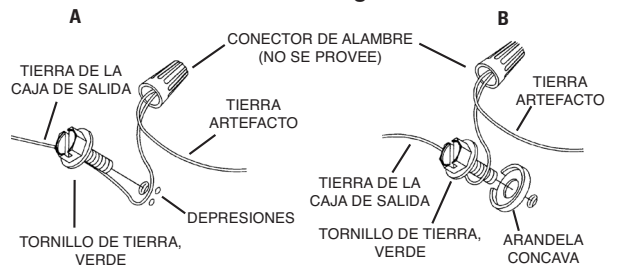 A
B
CONECTOR DE ALAMBRE
(NO SE PROVEE)
TIERRA DE LA
CAJA DE SALIDA
TIERRA
ARTEFACTO
DEPRESIONES
TORNILLO DE TIERRA,
VERDE
TIERRA
ARTEFACTO
TIERRA DE LA
CAJA DE SALIDA
TORNILLO DE TIERRA,
VERDE
ARANDELA
CONCAVA